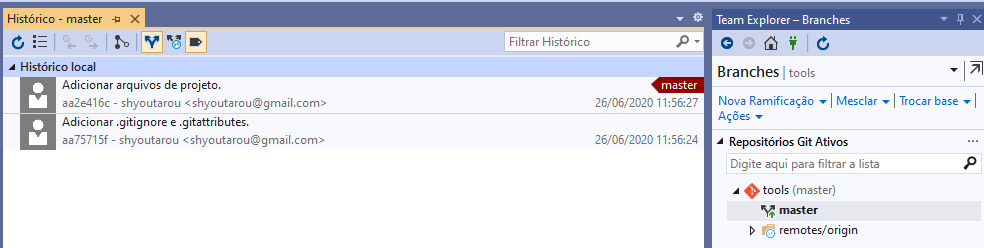 Histórico - master
Filtrar Histórico
Histórico local
Adicionar arquivos de projeto.
master
aa2e416c - shyoutarou <shyoutarou@gmail.com>
26/06/2020 11:56:27
Adicionar .gitignore e .gitattributes.
aa75715f - shyoutarou <shyoutarou@gmail.com>
26/06/2020 11:56:24
Team Explorer – Branches
Branches | tools
Nova Ramificação | Mesclar | Trocar base |
Ações
Repositórios Git Ativos
Digite aqui para filtrar a lista
tools (master)
master
remotes/origin